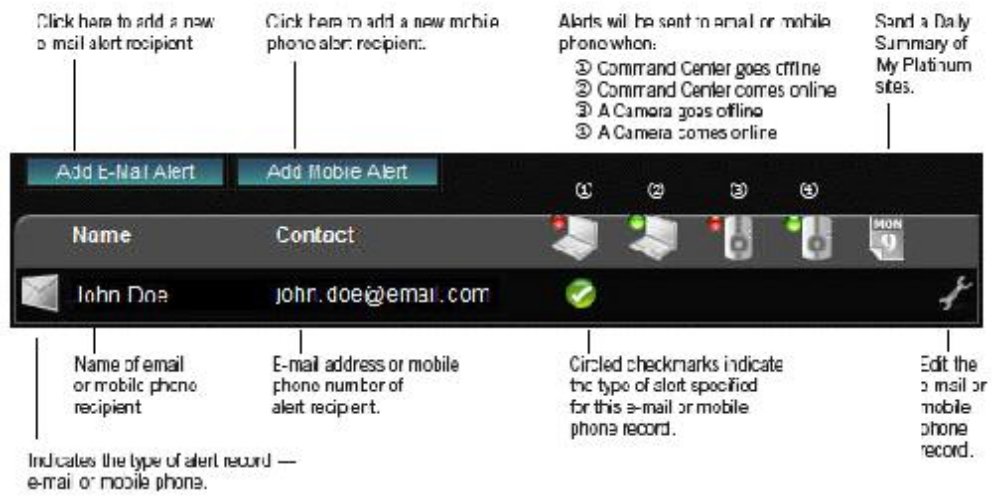 Click here to add a new
e-mail alert recipient
Click here to add a new mobile
phone alert recipient.
Alerts will be sent to email or mobile
phone when:
① Command Center goes offline
② Command Center comes online
③ A Camera goes offline
④ A Camera comes online
Send a Daily
Summary of
My Platinum
sites.
Add E-Mail Alert
Add Mobile Alert
① ② ③ ④
Name
Contact
MON
9
John Doe
john.doe@email.com
Name of email
or mobile phone
recipient
E-mail address or mobile
phone number of
alert recipient.
Circled checkmarks indicate
the type of alert specified
for this e-mail or mobile
phone record.
Edit the
e-mail or
mobile
phone
record.
Indicates the type of alert record —
e-mail or mobile phone.